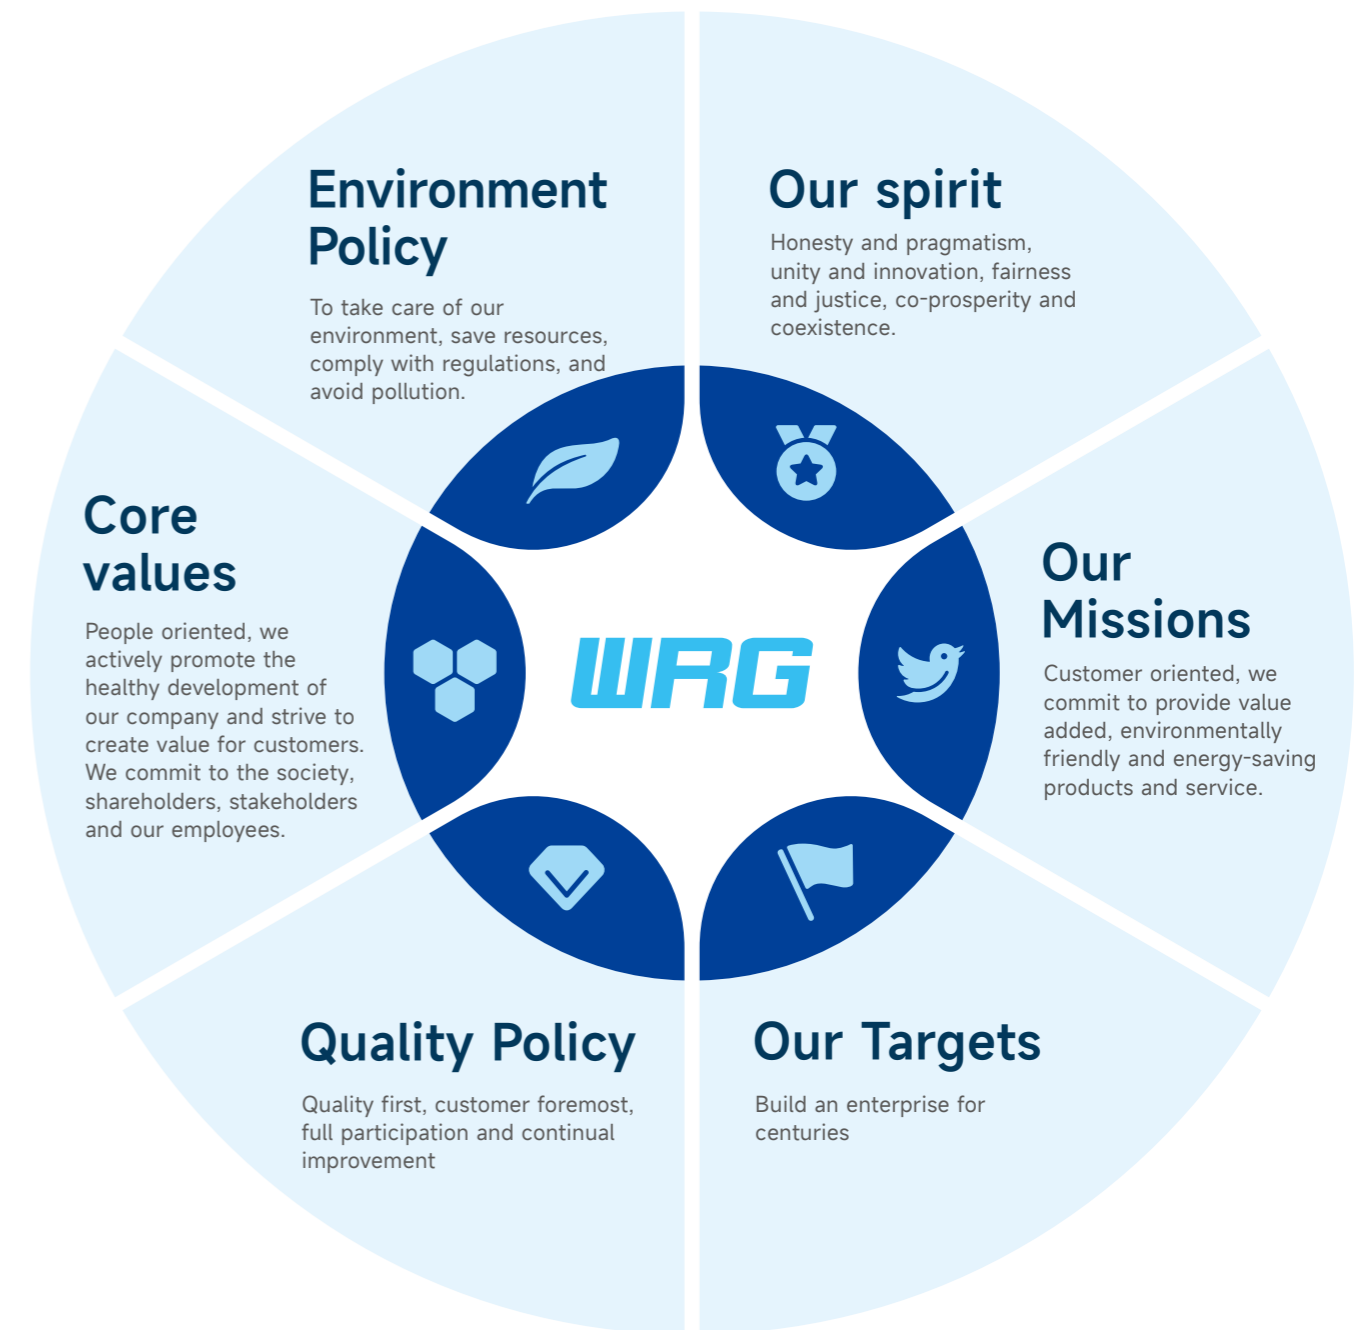 Environment
Policy
To take care of our
environment, save resources,
comply with regulations, and
avoid pollution.
Our spirit
Honesty and pragmatism,
unity and innovation, fairness
and justice, co-prosperity and
coexistence.
Core
values
People oriented, we
actively promote the
healthy development of
our company and strive to
create value for customers.
We commit to the society,
shareholders, stakeholders
and our employees.
WRG
Our
Missions
Customer oriented, we
commit to provide value
added, environmentally
friendly and energy-saving
products and service.
Quality Policy
Quality first, customer foremost,
full participation and continual
improvement
Our Targets
Build an enterprise for
centuries